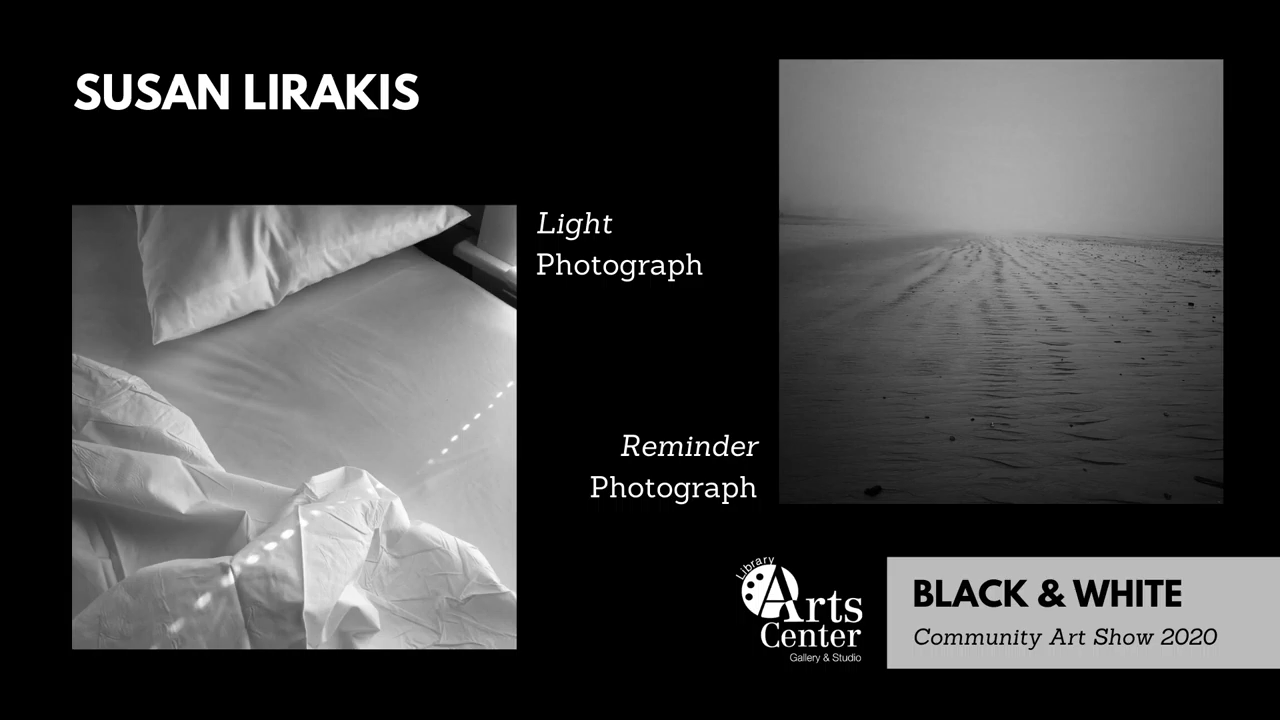 SUSAN LIRAKIS
Light
Photograph
Reminder
Photograph
Library
Arts
Center
Gallery & Studio
BLACK & WHITE
Community Art Show 2020